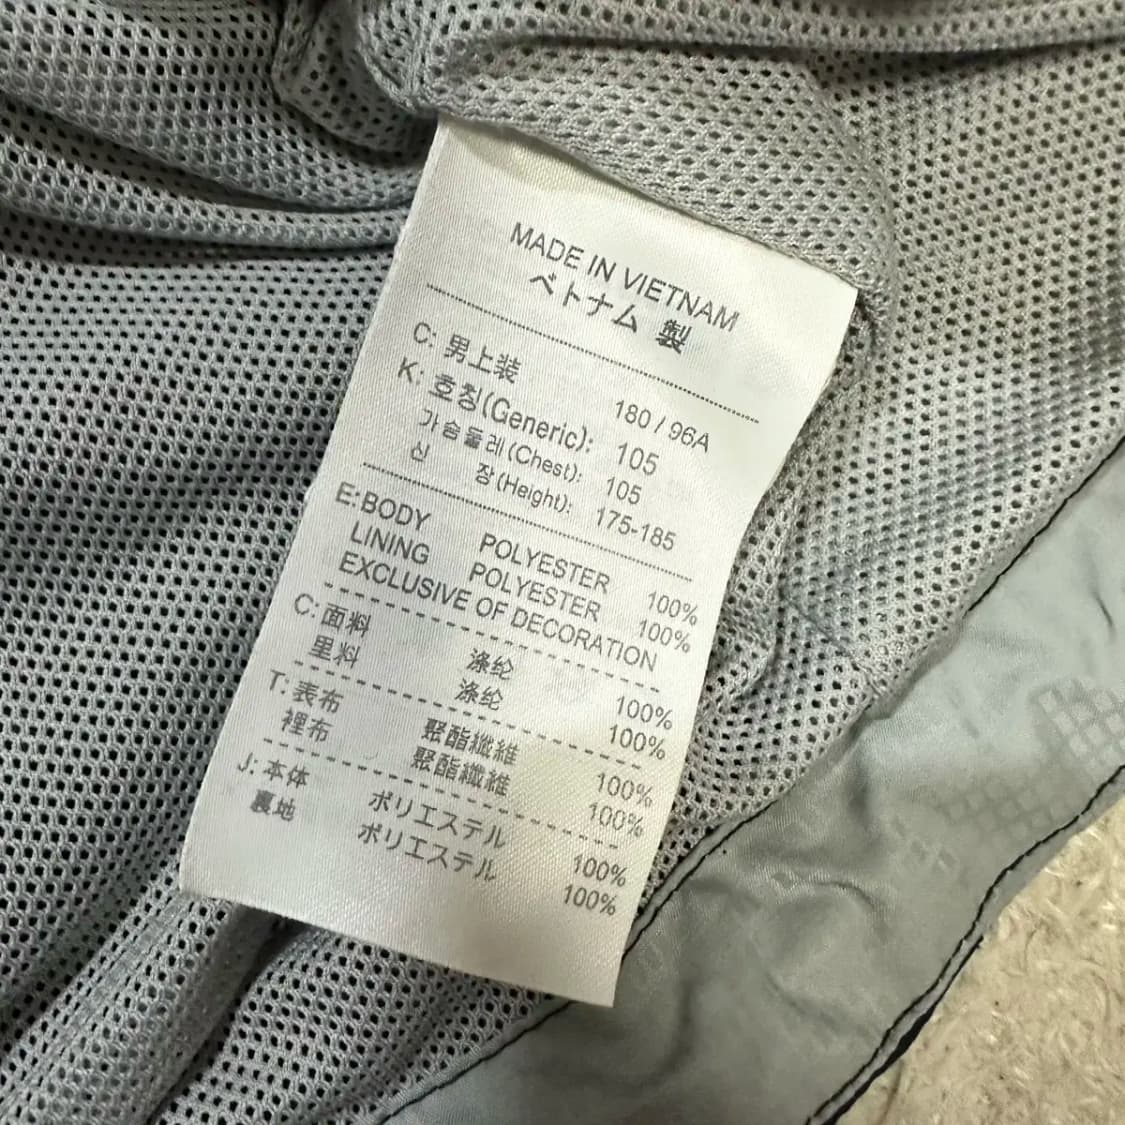 MADE IN VIETNAM
ベトナム 製
C: 男上装 180 / 96A
K: 호칭(Generic): 105
가슴둘레(Chest): 105
신 장(Height): 175-185
E:BODY POLYESTER 100%
LINING POLYESTER 100%
EXCLUSIVE OF DECORATION
C: 面料 涤纶 100%
里料 涤纶 100%
T: 表布 聚酯纖維 100%
裡布 聚酯纖維 100%
J: 本体 ポリエステル 100%
裏地 ポリエステル 100%